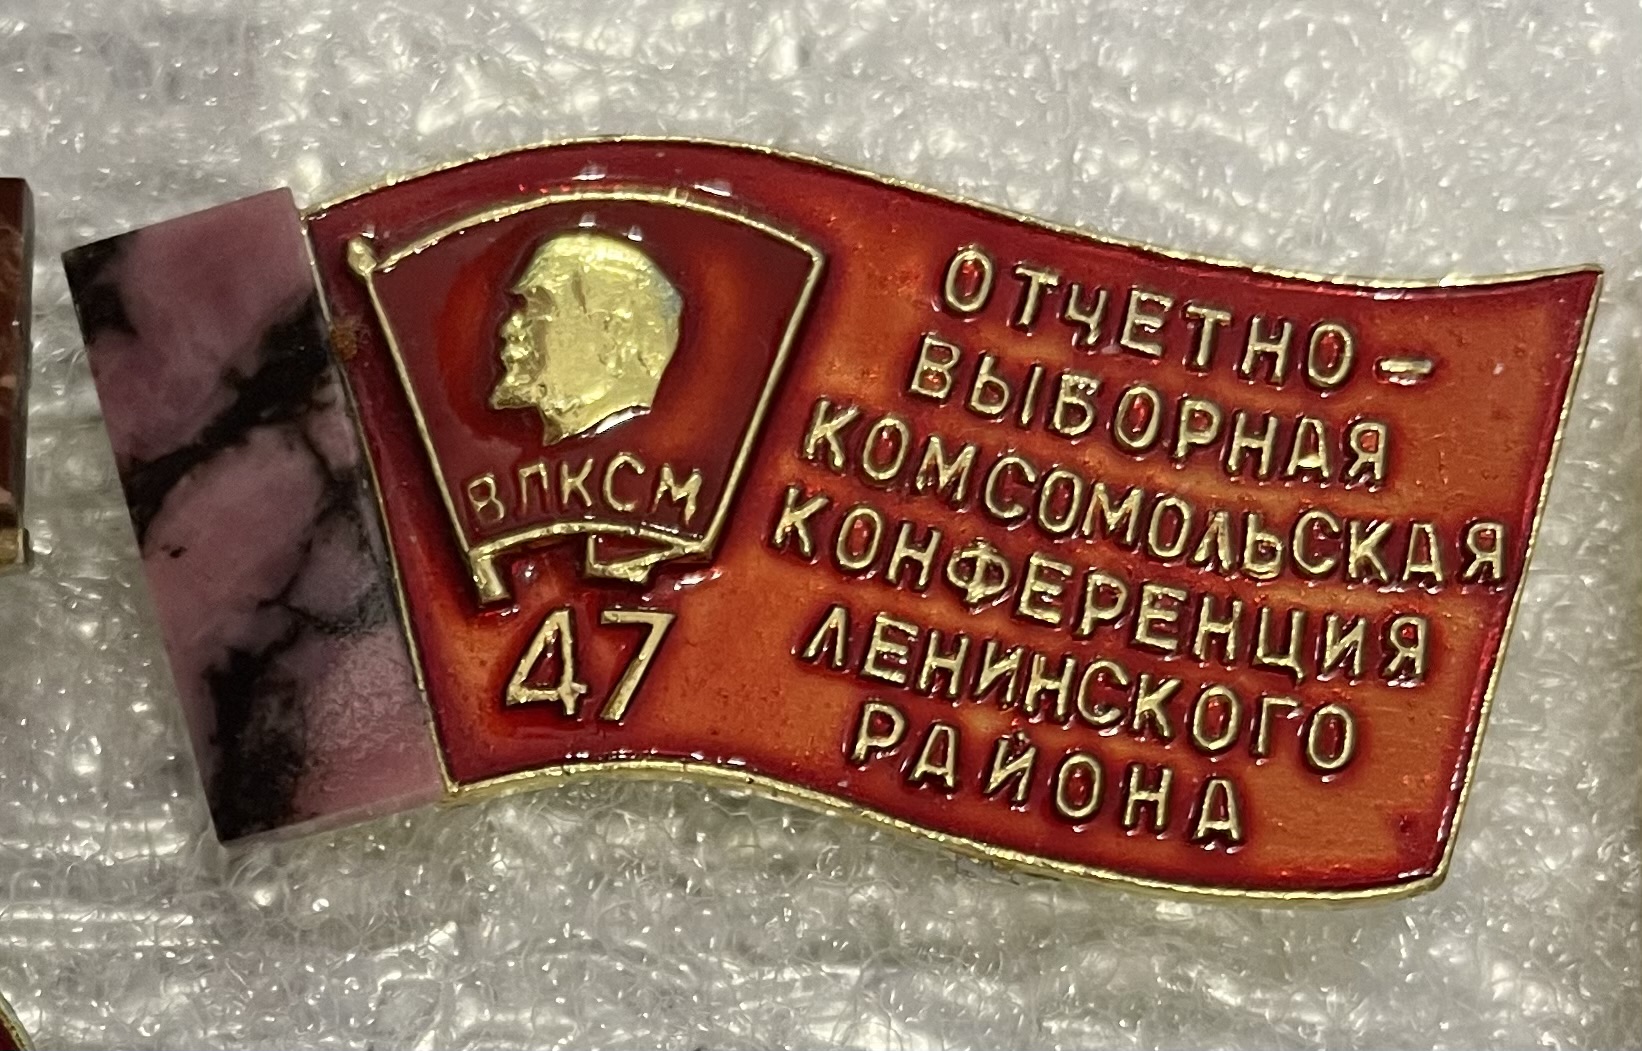 ВЛКСМ
47
ОТЧЕТНО-
ВЫБОРНАЯ
КОМСОМОЛЬСКАЯ
КОНФЕРЕНЦИЯ
ЛЕНИНСКОГО
РАЙОНА